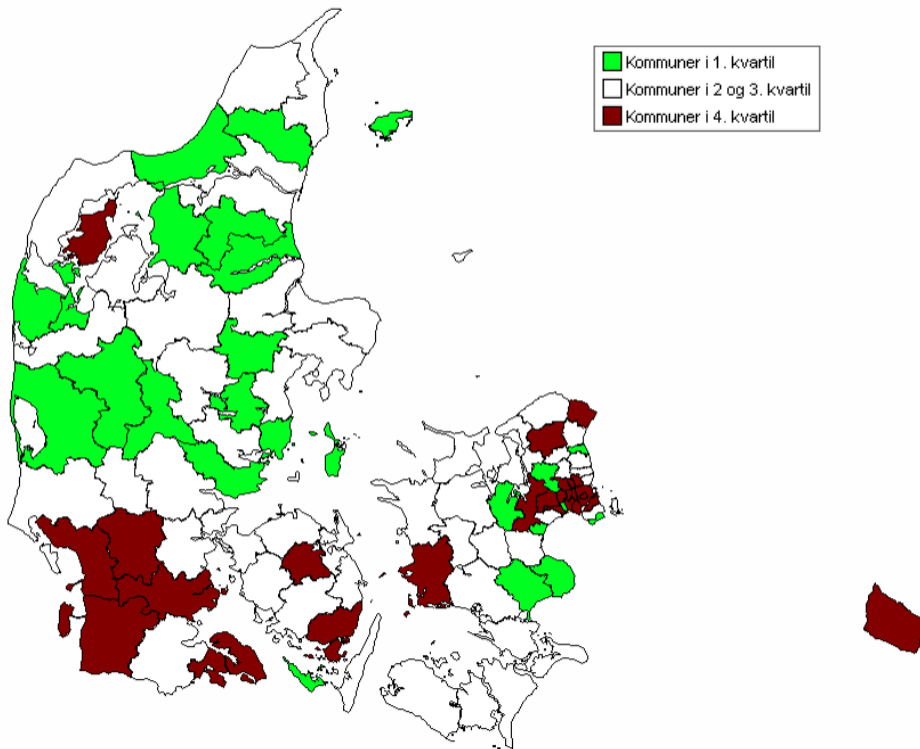 Kommuner i 1. kvartil
Kommuner i 2 og 3. kvartil
Kommuner i 4. kvartil